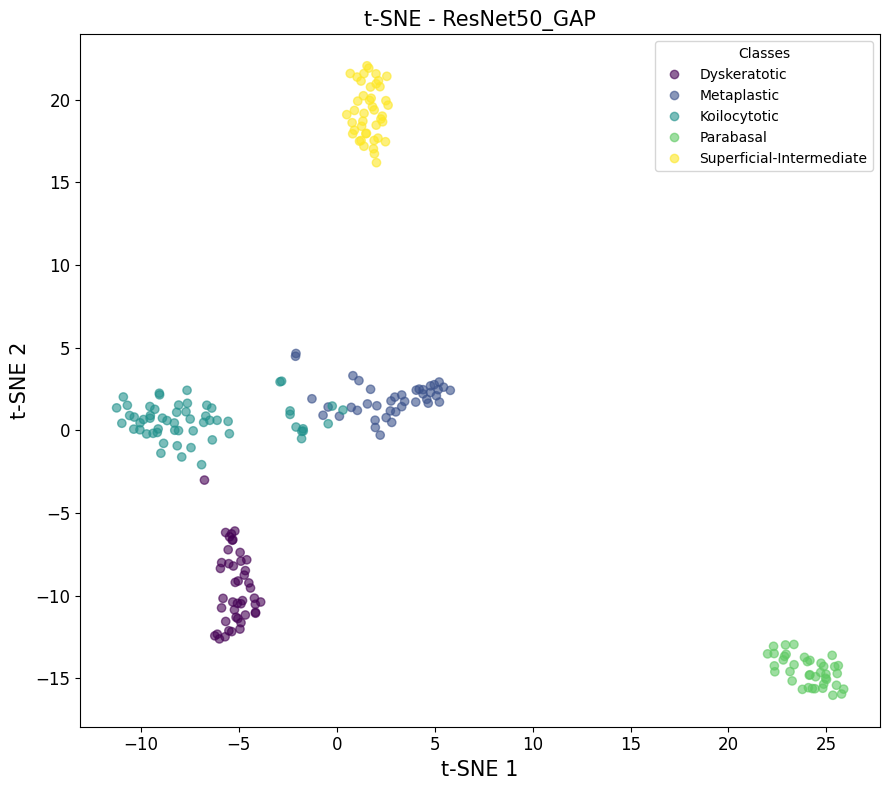 t-SNE - ResNet50_GAP
Classes
Dyskeratotic
Metaplastic
Koilocytotic
Parabasal
Superficial-Intermediate
t-SNE 2
20
15
10
5
0
−5
−10
−15
−10
−5
0
5
10
15
20
25
t-SNE 1